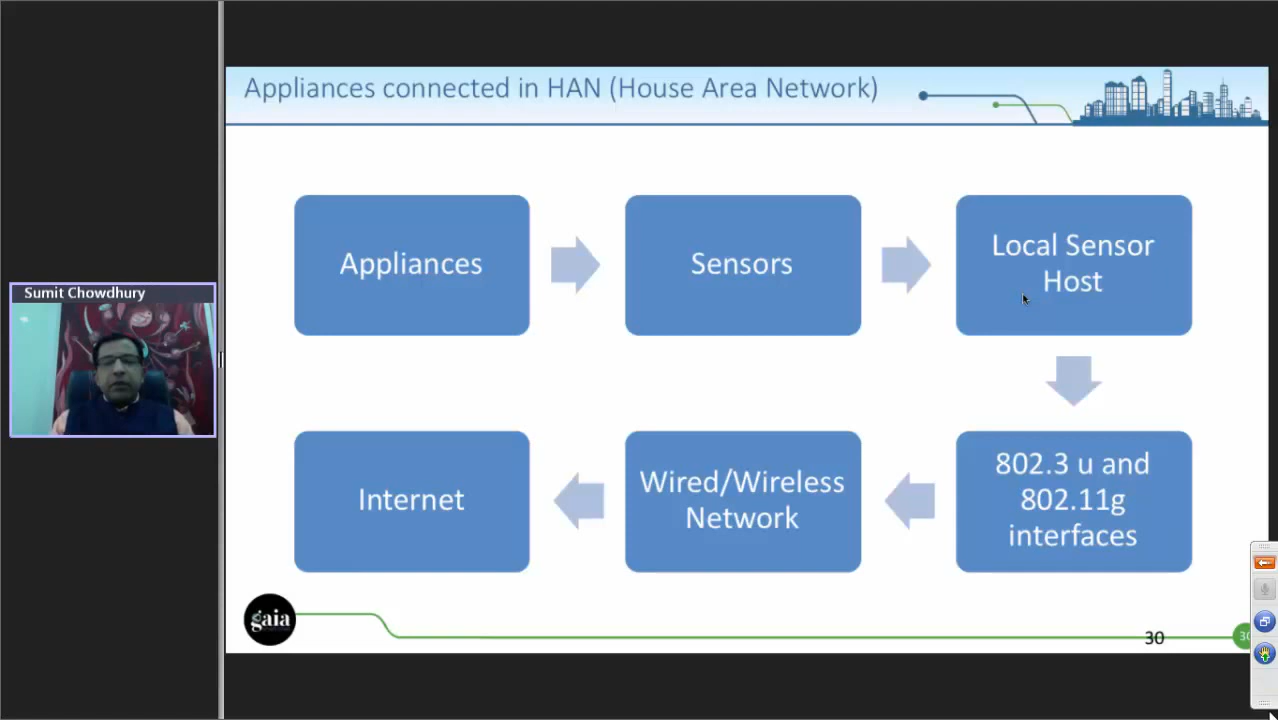 Appliances connected in HAN (House Area Network)
Sumit Chowdhury
Appliances
Sensors
Local Sensor
Host
802.3 u and
802.11g
interfaces
Wired/Wireless
Network
Internet
gaia
30
30